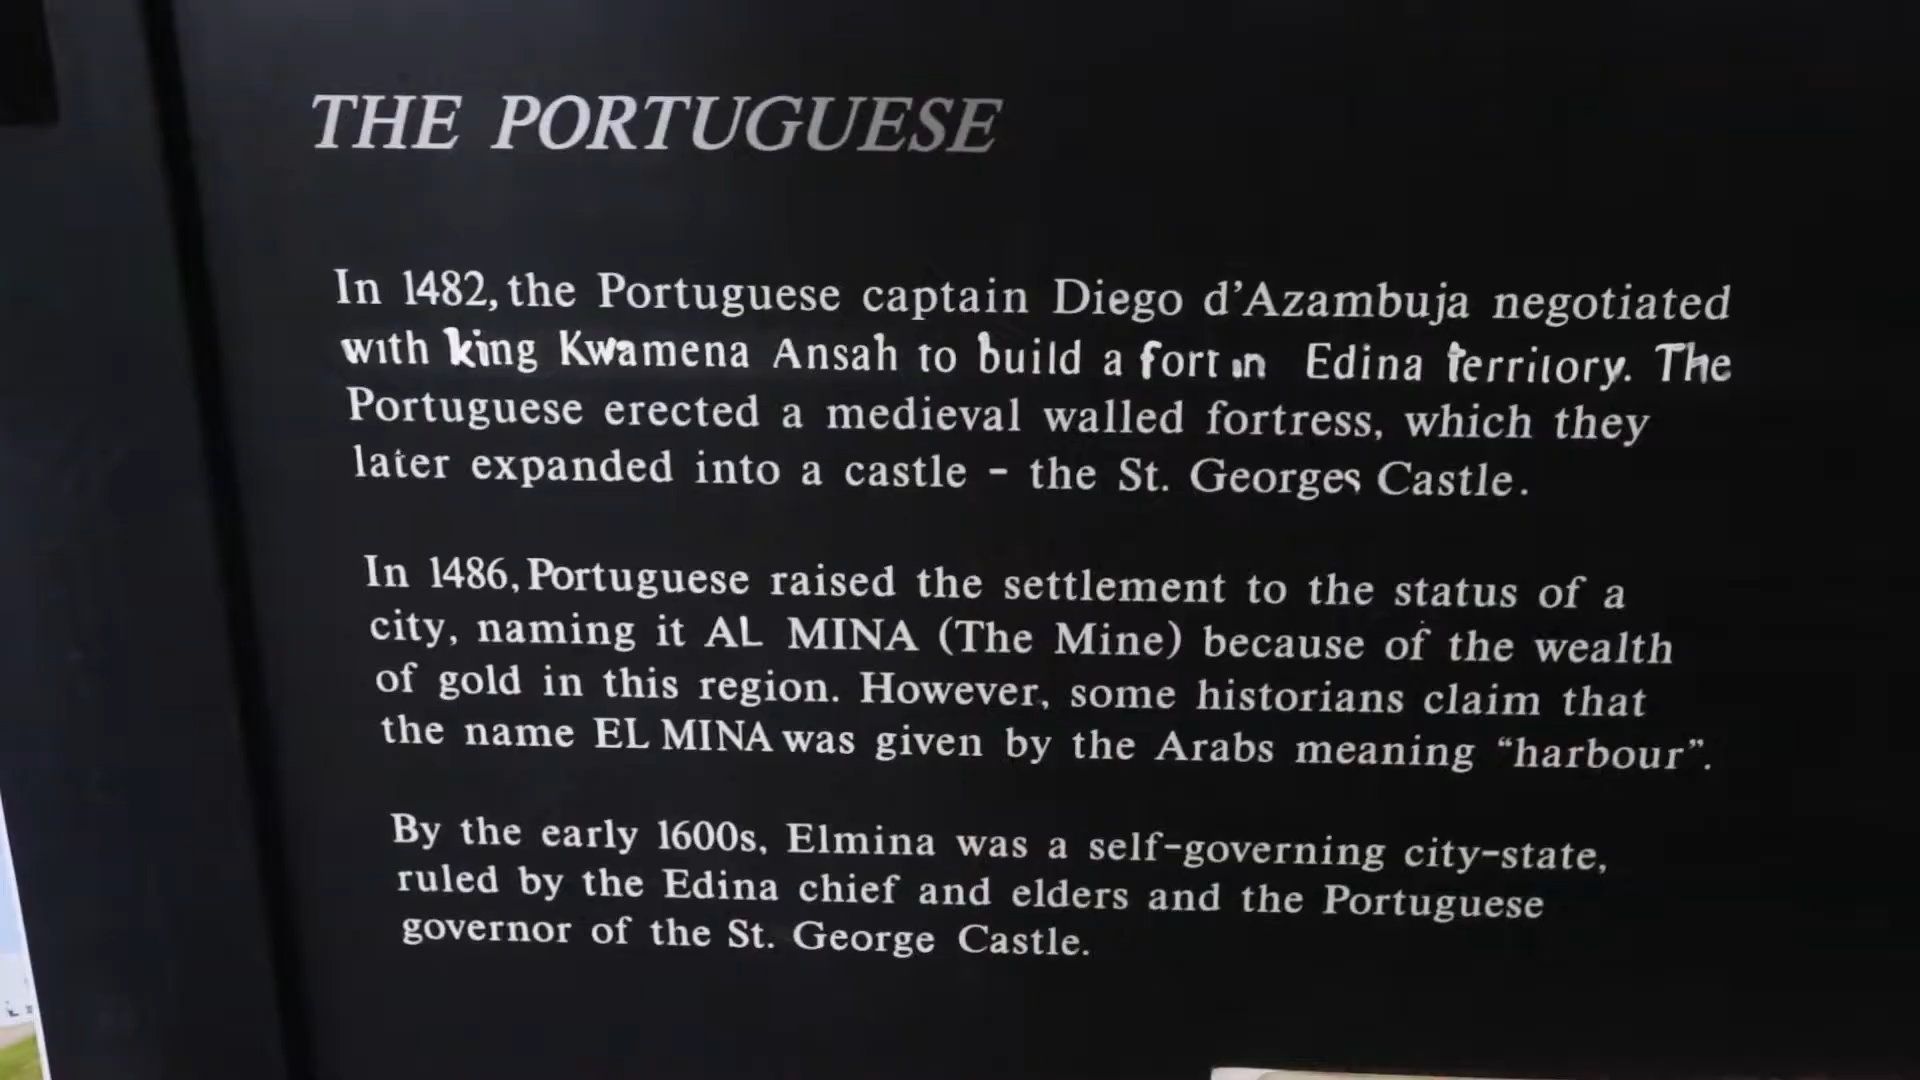 THE PORTUGUESE
In 1482, the Portuguese captain Diego d'Azambuja negotiated
with king Kwamena Ansah to build a fort in Edina territory. The
Portuguese erected a medieval walled fortress, which they
later expanded into a castle - the St. Georges Castle.
In 1486, Portuguese raised the settlement to the status of a
city, naming it AL MINA (The Mine) because of the wealth
of gold in this region. However, some historians claim that
the name EL MINA was given by the Arabs meaning "harbour".
By the early 1600s, Elmina was a self-governing city-state,
ruled by the Edina chief and elders and the Portuguese
governor of the St. George Castle.